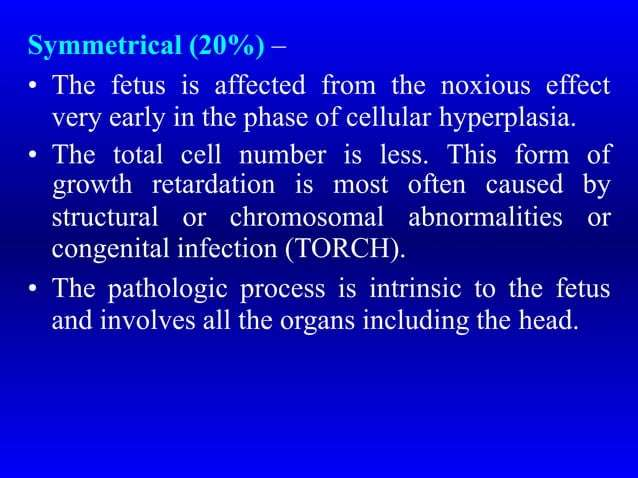 Symmetrical (20%) –
• The fetus is affected from the noxious effect
very early in the phase of cellular hyperplasia.
• The total cell number is less. This form of
growth retardation is most often caused by
structural or chromosomal abnormalities or
congenital infection (TORCH).
• The pathologic process is intrinsic to the fetus
and involves all the organs including the head.